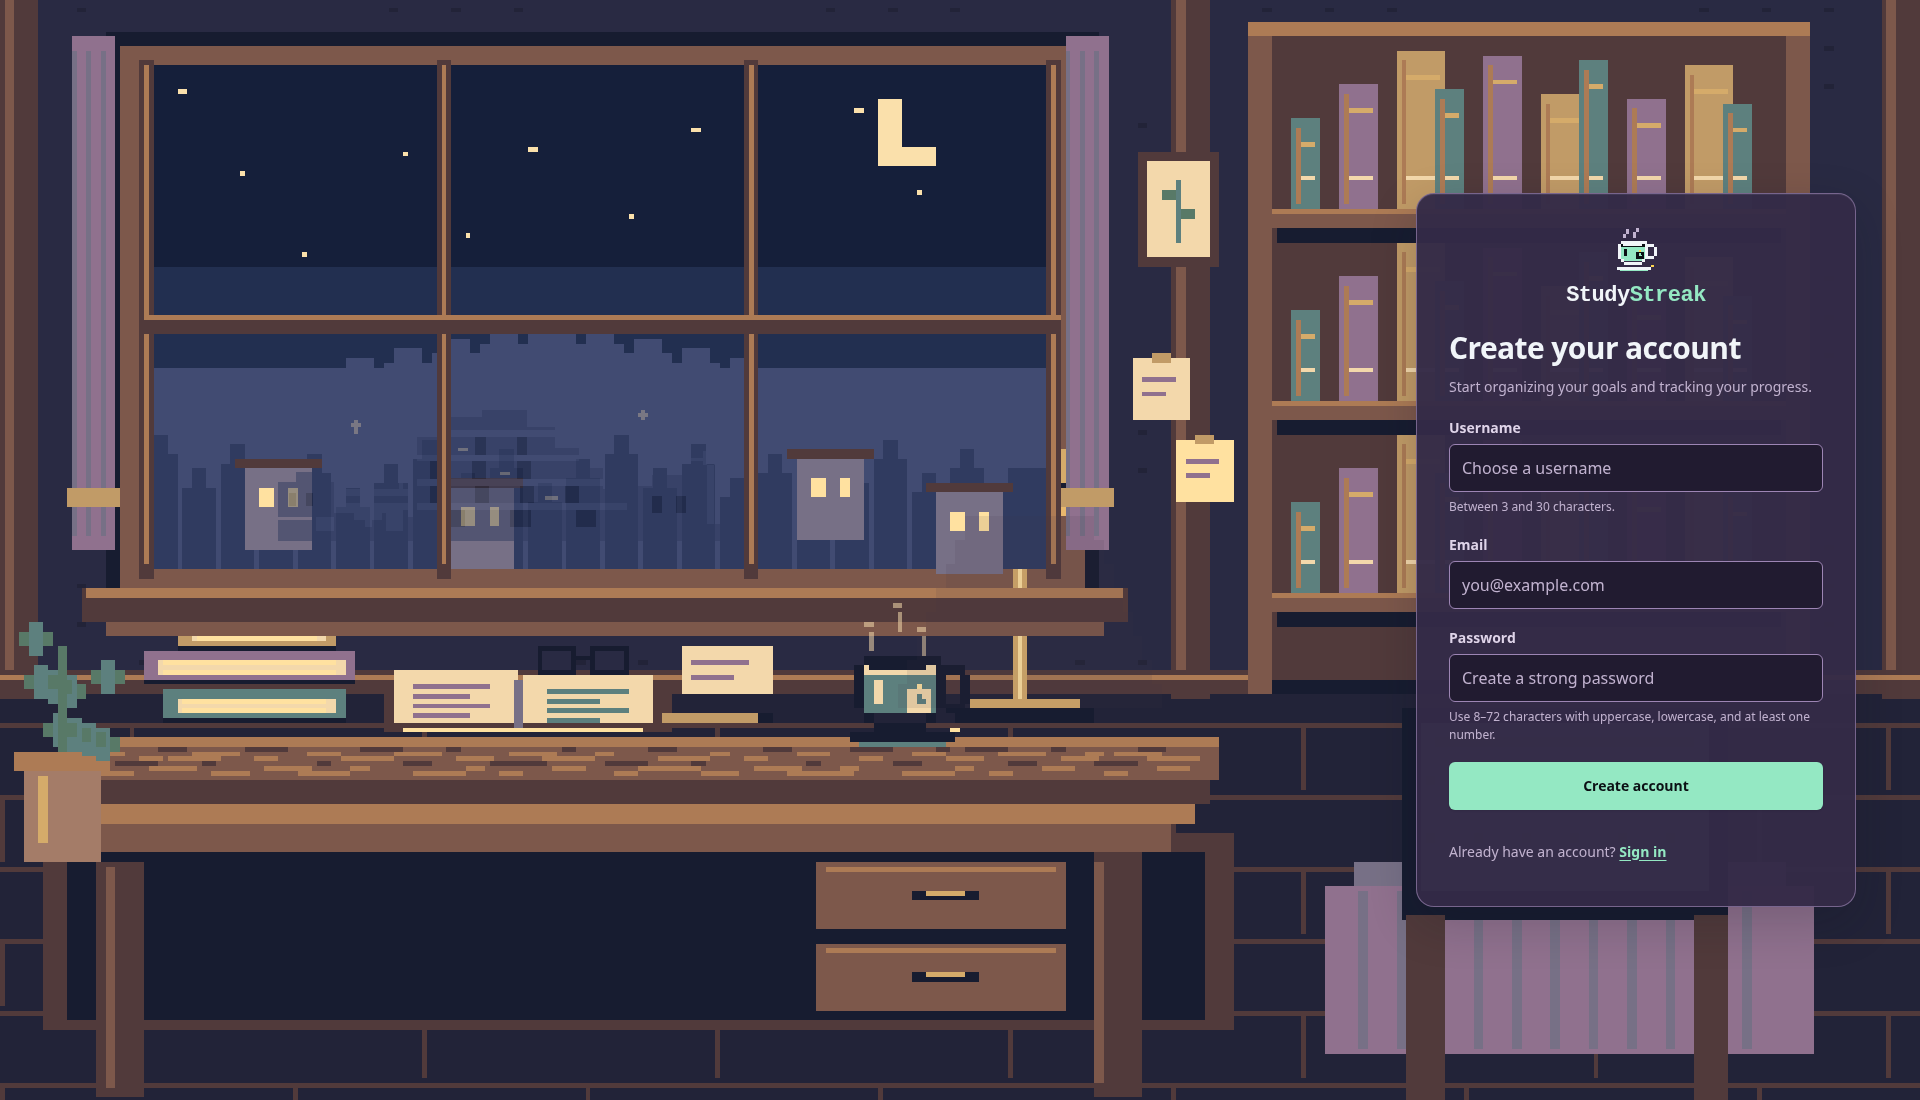 StudyStreak
Create your account
Start organizing your goals and tracking your progress.
Username
Choose a username
Between 3 and 30 characters.
Email
you@example.com
Password
Create a strong password
Use 8–72 characters with uppercase, lowercase, and at least one
number.
Create account
Already have an account? Sign in